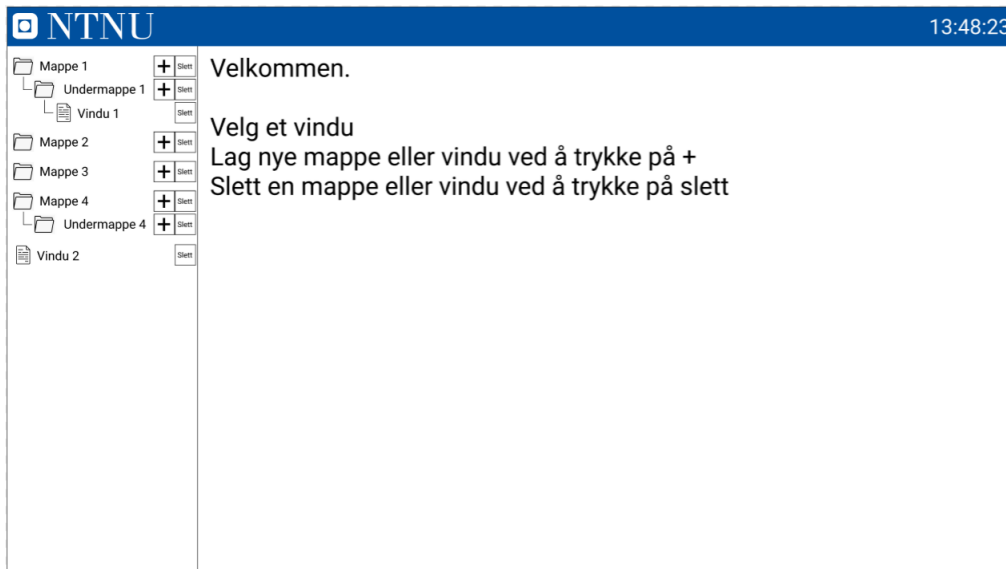 NTNU
13:48:23
Mappe 1
+
Slett
Undermappe 1
+
Slett
Vindu 1
Slett
Mappe 2
+
Slett
Mappe 3
+
Slett
Mappe 4
+
Slett
Undermappe 4
+
Slett
Vindu 2
Slett
Velkommen.
Velg et vindu
Lag nye mappe eller vindu ved å trykke på +
Slett en mappe eller vindu ved å trykke på slett